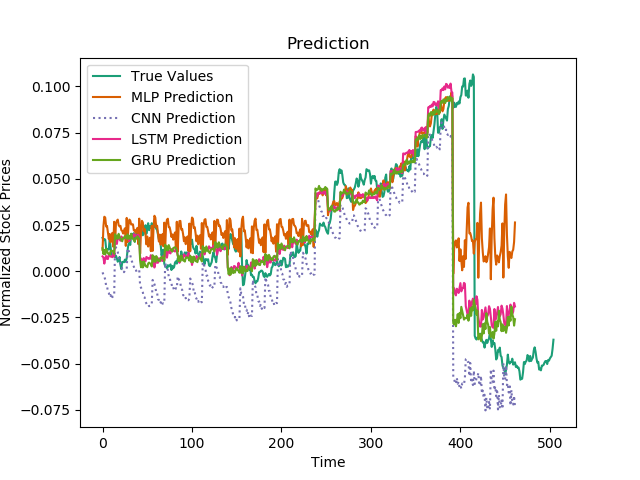 Prediction
True Values
MLP Prediction
CNN Prediction
LSTM Prediction
GRU Prediction
Normalized Stock Prices
0.100
0.075
0.050
0.025
0.000
−0.025
−0.050
−0.075
0 100 200 300 400 500
Time